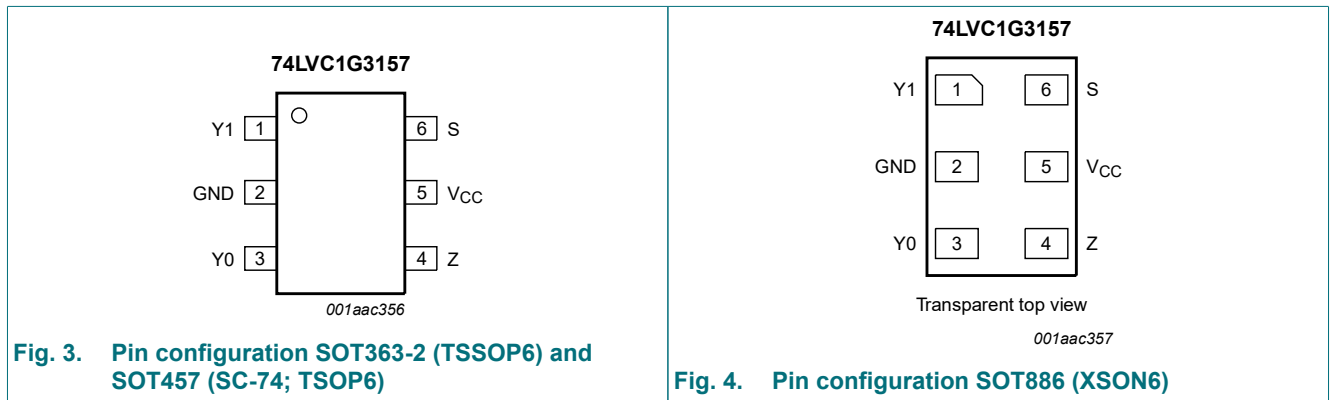 74LVC1G3157
Y1 1 6 S
GND 2 5 VCC
Y0 3 4 Z
001aac356
Fig. 3. Pin configuration SOT363-2 (TSSOP6) and
SOT457 (SC-74; TSOP6)
74LVC1G3157
Y1 1 6 S
GND 2 5 VCC
Y0 3 4 Z
Transparent top view
001aac357
Fig. 4. Pin configuration SOT886 (XSON6)